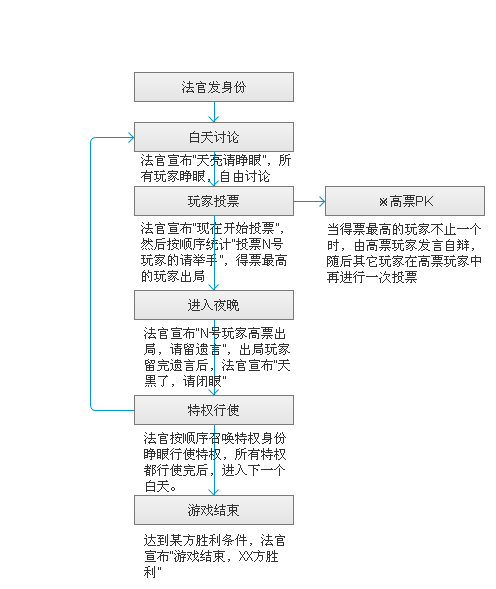 法官发身份
白天讨论
法官宣布"天亮请睁眼"，所
有玩家睁眼，自由讨论
玩家投票
※高票PK
法官宣布"现在开始投票"，
然后按顺序统计"投票N号
玩家的请举手"，得票最高
的玩家出局
当得票最高的玩家不止一个
时，由高票玩家发言自辩，
随后其它玩家在高票玩家中
再进行一次投票
进入夜晚
法官宣布"N号玩家高票出
局，请留遗言"，出局玩家
留完遗言后，法官宣布"天
黑了，请闭眼"
特权行使
法官按顺序召唤特权身份
睁眼行使特权，所有特权
都行使完后，进入下一个
白天。
游戏结束
达到某方胜利条件，法官
宣布"游戏结束，XX方胜
利"